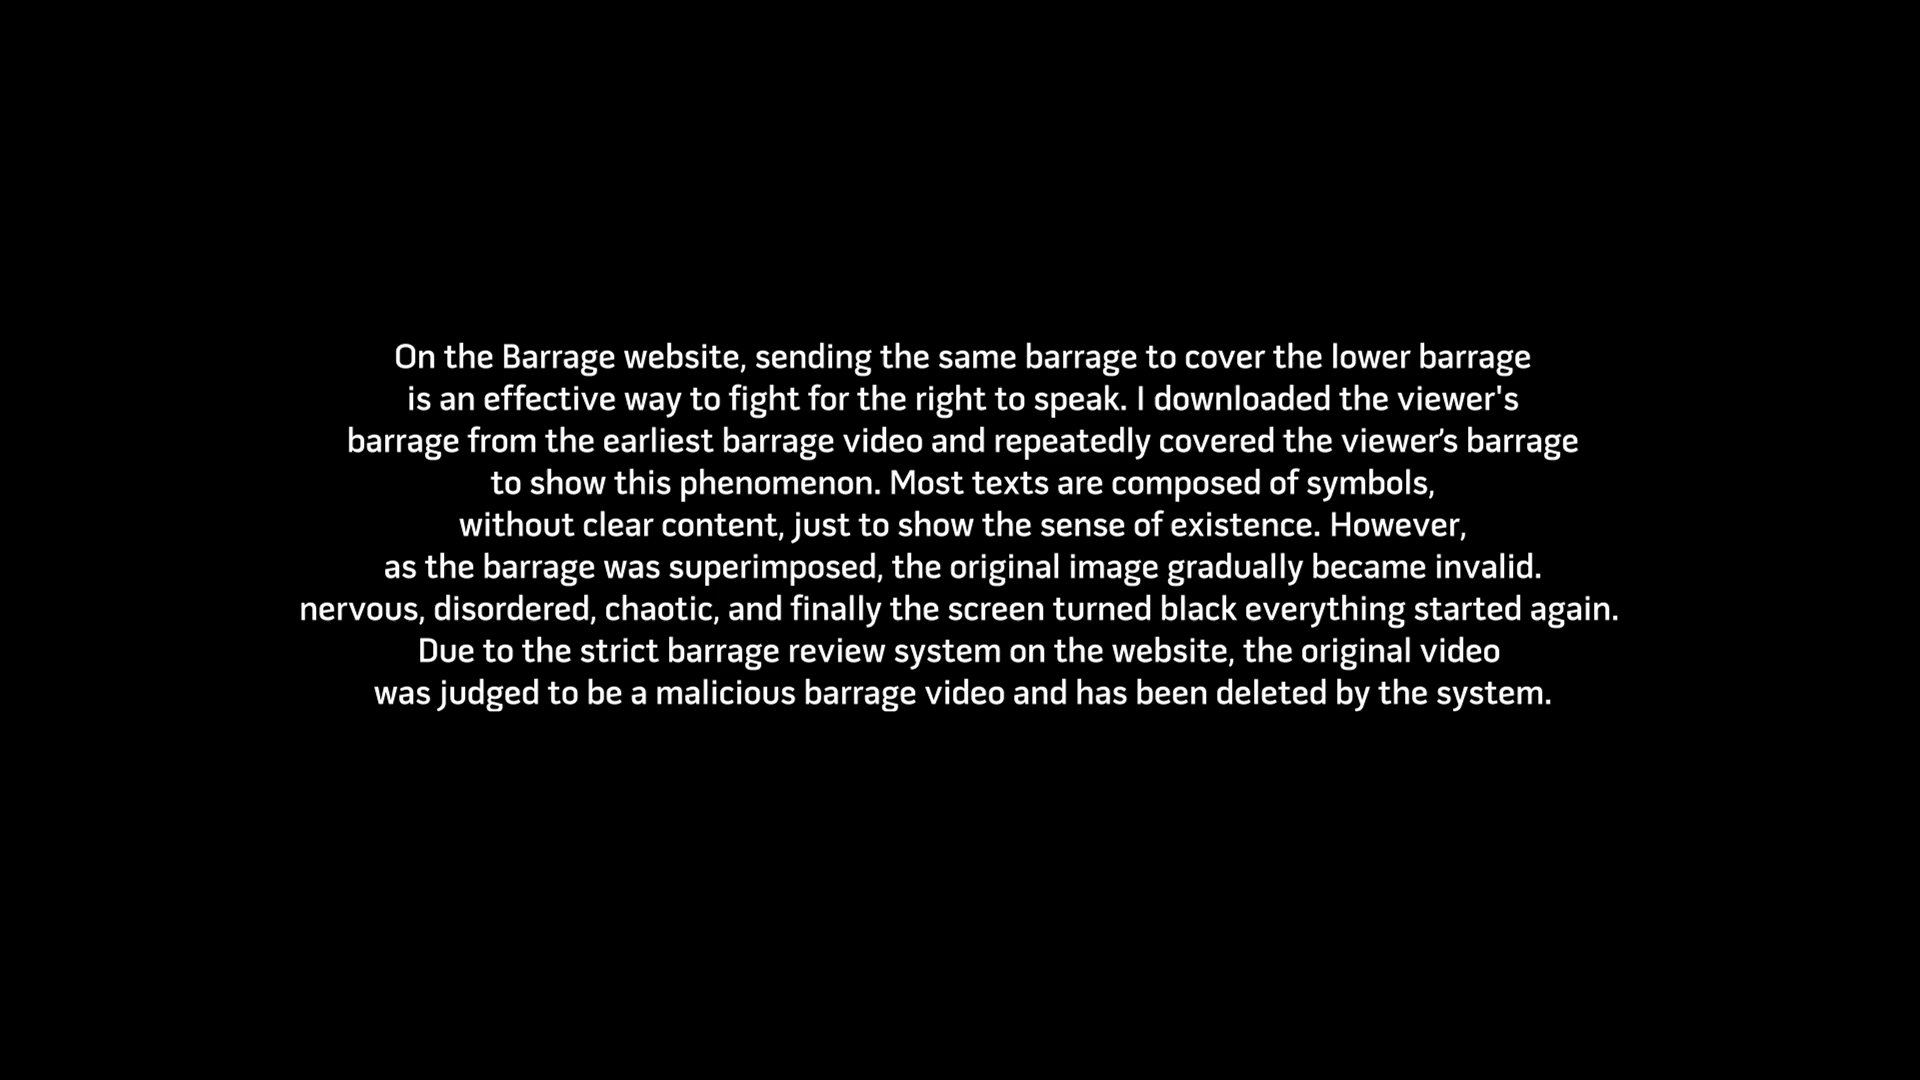 On the Barrage website, sending the same barrage to cover the lower barrage
is an effective way to fight for the right to speak. I downloaded the viewer's
barrage from the earliest barrage video and repeatedly covered the viewer’s barrage
to show this phenomenon. Most texts are composed of symbols,
without clear content, just to show the sense of existence. However,
as the barrage was superimposed, the original image gradually became invalid.
nervous, disordered, chaotic, and finally the screen turned black everything started again.
Due to the strict barrage review system on the website, the original video
was judged to be a malicious barrage video and has been deleted by the system.